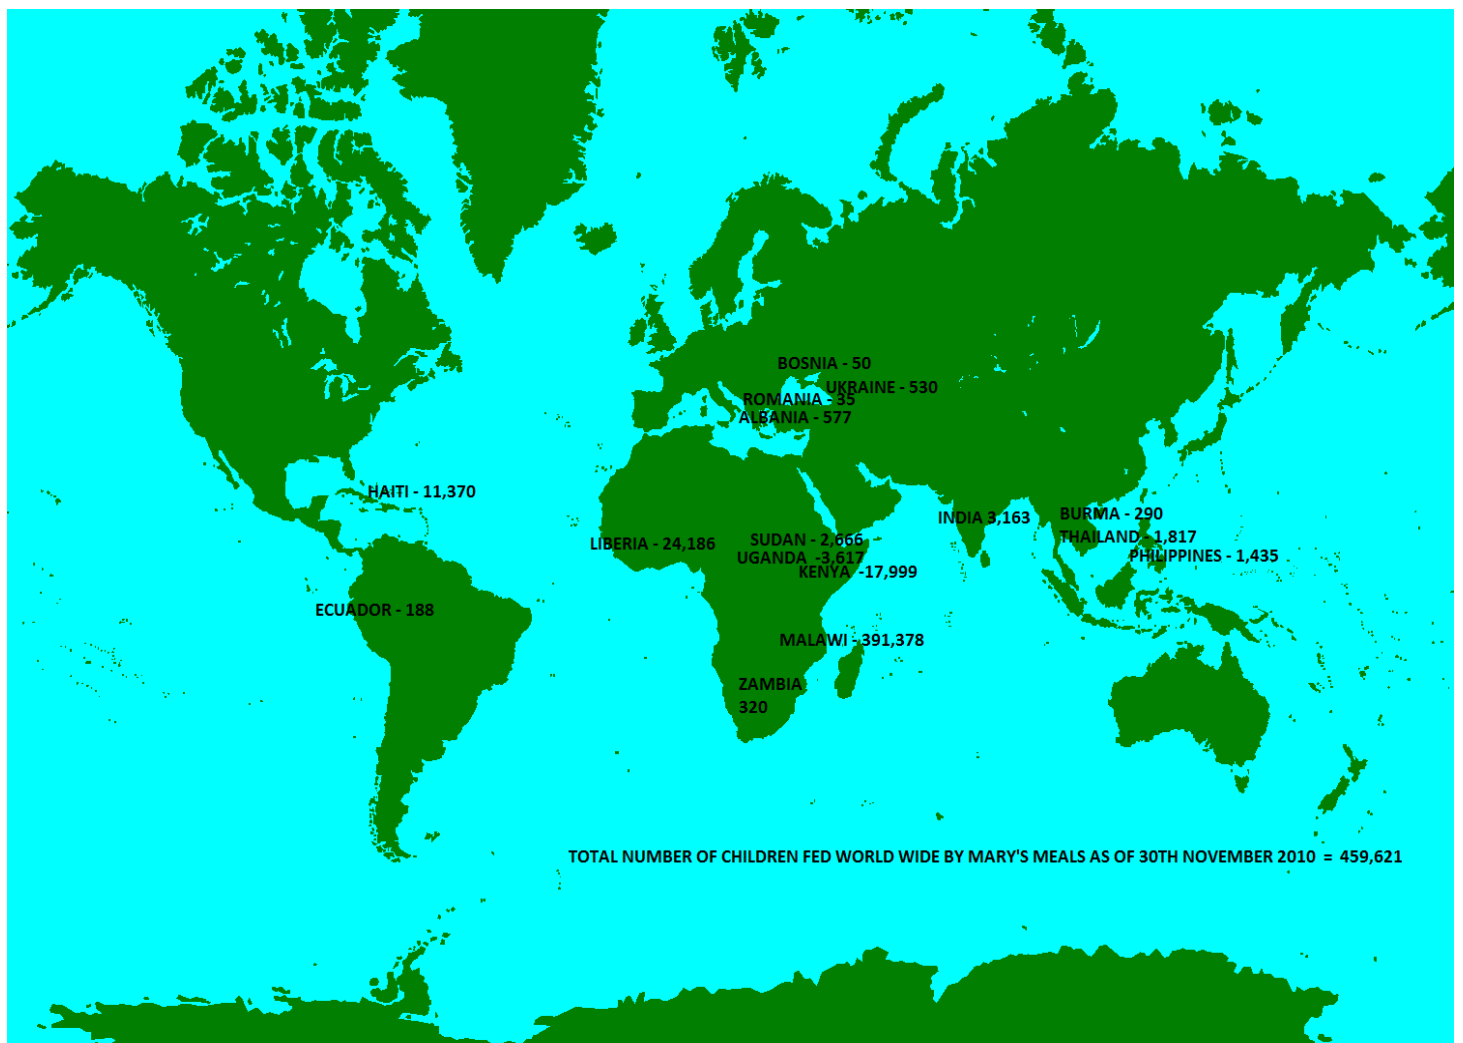 BOSNIA - 50
UKRAINE - 530
ROMANIA - 35
ALBANIA - 577
HAITI - 11,370
INDIA 3,163
BURMA - 290
THAILAND - 1,817
PHILIPPINES - 1,435
LIBERIA - 24,186
SUDAN - 2,666
UGANDA -3,617
KENYA -17,999
ECUADOR - 188
MALAWI - 391,378
ZAMBIA
320
TOTAL NUMBER OF CHILDREN FED WORLD WIDE BY MARY'S MEALS AS OF 30TH NOVEMBER 2010 = 459,621